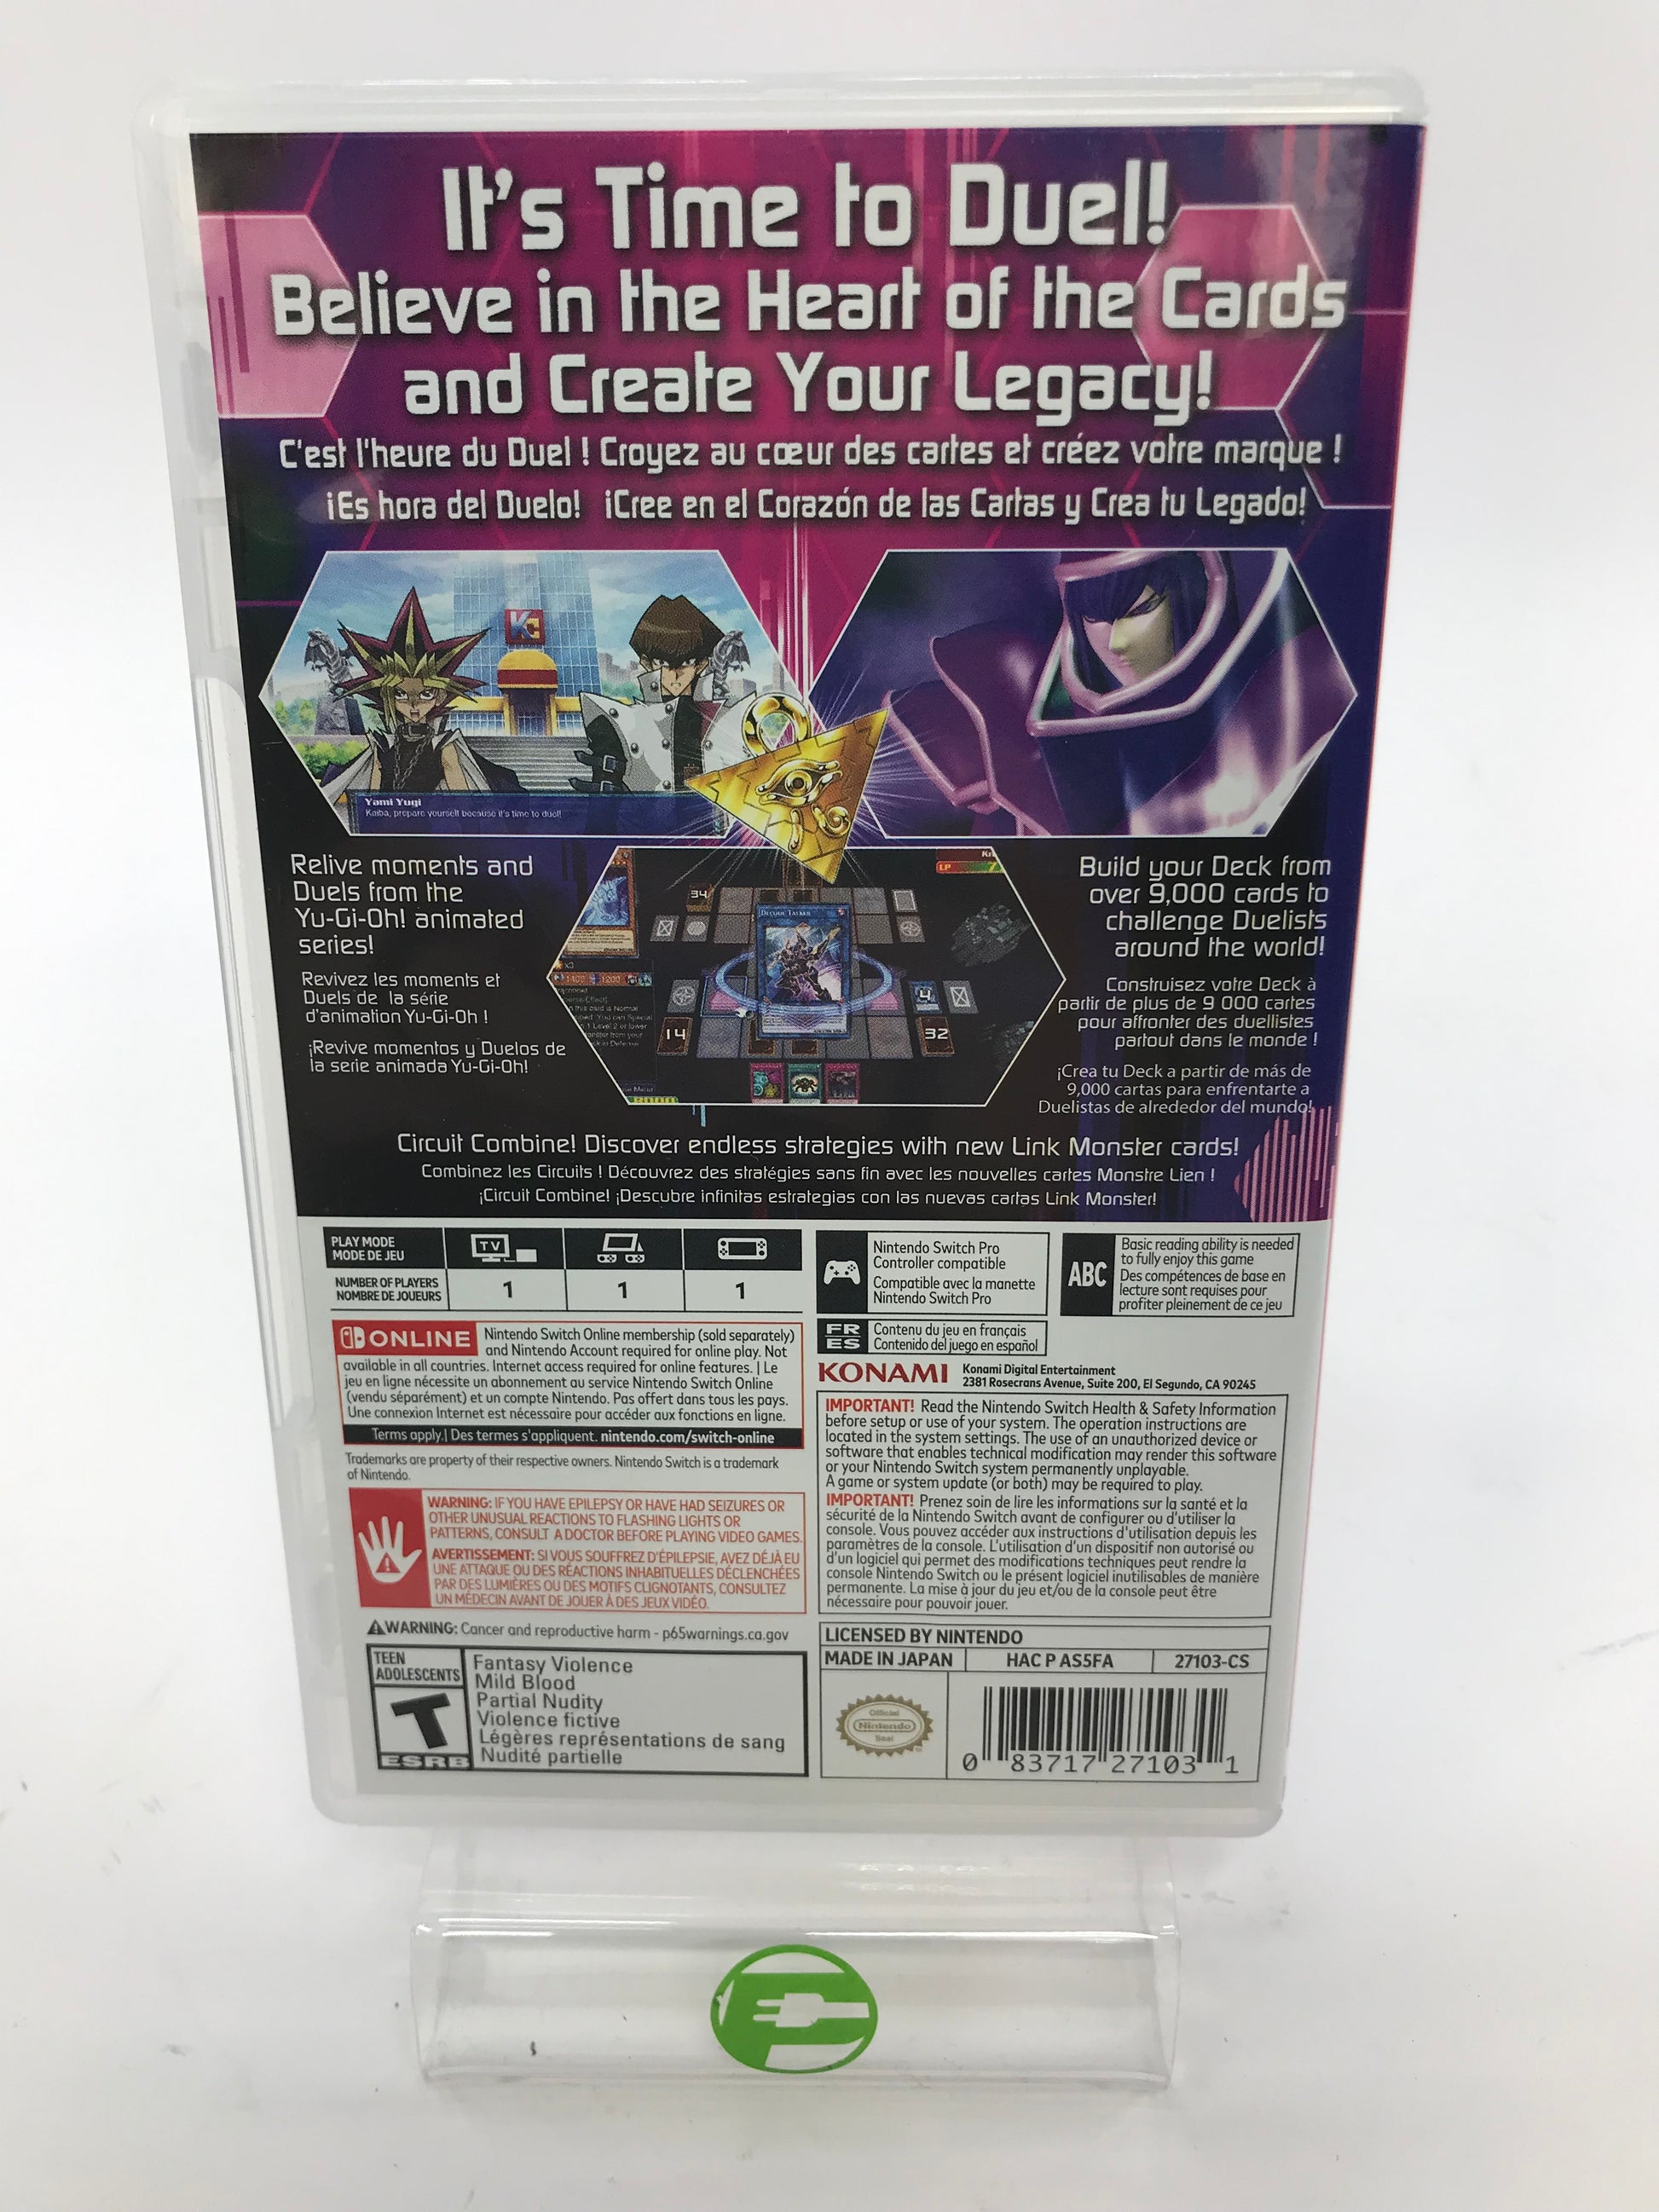 It's Time to Duel!
Believe in the Heart of the Cards
and Create Your Legacy!
C'est l'heure du Duel ! Croyez au cœur des cartes et créez votre marque !
¡Es hora del Duelo! ¡Cree en el Corazón de las Cartas y Crea tu Legado!
KC
Yami Yugi
Kaiba, prepare yourself because it's time to duel!
Relive moments and
Duels from the
Yu-Gi-Oh! animated
series!
Revivez les moments et
Duels de la série
d'animation Yu-Gi-Oh !
¡Revive momentos y Duelos de
la serie animada Yu-Gi-Oh!
34
LP
Decode Talker
4
14
32
Build your Deck from
over 9,000 cards to
challenge Duelists
around the world!
Construisez votre Deck à
partir de plus de 9 000 cartes
pour affronter des duellistes
partout dans le monde !
¡Crea tu Deck a partir de más de
9,000 cartas para enfrentarte a
Duelistas de alrededor del mundo!
Circuit Combine! Discover endless strategies with new Link Monster cards!
Combinez les Circuits ! Découvrez des stratégies sans fin avec les nouvelles cartes Monstre Lien !
¡Circuit Combine! ¡Descubre infinitas estrategias con las nuevas cartas Link Monster!
PLAY MODE
MODE DE JEU
TV
NUMBER OF PLAYERS
NOMBRE DE JOUEURS
1 1 1
ONLINE Nintendo Switch Online membership (sold separately)
and Nintendo Account required for online play. Not
available in all countries. Internet access required for online features. | Le
jeu en ligne nécessite un abonnement au service Nintendo Switch Online
(vendu séparément) et un compte Nintendo. Pas offert dans tous les pays.
Une connexion Internet est nécessaire pour accéder aux fonctions en ligne.
Terms apply.| Des termes s'appliquent. nintendo.com/switch-online
Trademarks are property of their respective owners. Nintendo Switch is a trademark
of Nintendo.
WARNING: IF YOU HAVE EPILEPSY OR HAVE HAD SEIZURES OR
OTHER UNUSUAL REACTIONS TO FLASHING LIGHTS OR
PATTERNS, CONSULT A DOCTOR BEFORE PLAYING VIDEO GAMES.
AVERTISSEMENT: SI VOUS SOUFFREZ D'ÉPILEPSIE, AVEZ DÉJÀ EU
UNE ATTAQUE OU DES RÉACTIONS INHABITUELLES DÉCLENCHÉES
PAR DES LUMIÈRES OU DES MOTIFS CLIGNOTANTS, CONSULTEZ
UN MÉDECIN AVANT DE JOUER À DES JEUX VIDÉO.
WARNING: Cancer and reproductive harm - p65warnings.ca.gov
TEEN
ADOLESCENTS
T
ESRB
Fantasy Violence
Mild Blood
Partial Nudity
Violence fictive
Légères représentations de sang
Nudité partielle
Nintendo Switch Pro
Controller compatible
Compatible avec la manette
Nintendo Switch Pro
ABC
Basic reading ability is needed
to fully enjoy this game
Des compétences de base en
lecture sont requises pour
profiter pleinement de ce jeu
FR Contenu du jeu en français
ES Contenido del juego en español
KONAMI
Konami Digital Entertainment
2381 Rosecrans Avenue, Suite 200, El Segundo, CA 90245
IMPORTANT! Read the Nintendo Switch Health & Safety Information
before setup or use of your system. The operation instructions are
located in the system settings. The use of an unauthorized device or
software that enables technical modification may render this software
or your Nintendo Switch system permanently unplayable.
A game or system update (or both) may be required to play.
IMPORTANT! Prenez soin de lire les informations sur la santé et la
sécurité de la Nintendo Switch avant de configurer ou d'utiliser la
console. Vous pouvez accéder aux instructions d'utilisation depuis les
paramètres de la console. L'utilisation d'un dispositif non autorisé ou
d'un logiciel qui permet des modifications techniques peut rendre la
console Nintendo Switch ou le présent logiciel inutilisables de manière
permanente. La mise à jour du jeu et/ou de la console peut être
nécessaire pour pouvoir jouer.
LICENSED BY NINTENDO
MADE IN JAPAN HAC P AS5FA 27103-CS
Official
Nintendo
Seal
0 83717 27103 1